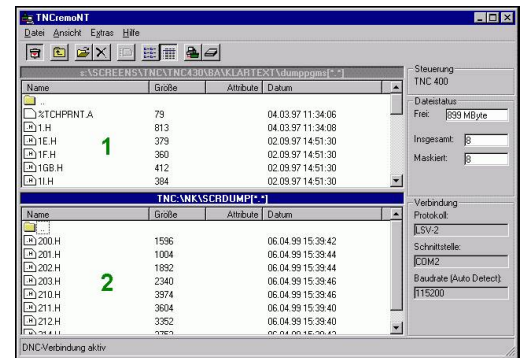 TNCremoNT
Datei Ansicht Extras Hilfe
s:\SCREENS\TNC\TNC430\BA\KLARTEXT\dumppgms[*.*]
Name Größe Attribute Datum
..
%TCHPRNT.A 79 04.03.97 11:34:06
1.H 813 04.03.97 11:34:08
1E.H 379 02.09.97 14:51:30
1F.H 360 02.09.97 14:51:30
1GB.H 412 02.09.97 14:51:30
1I.H 384 02.09.97 14:51:30
1
TNC:\NK\SCRDUMP[*.*]
Name Größe Attribute Datum
..
200.H 1596 06.04.99 15:39:42
201.H 1004 06.04.99 15:39:44
202.H 1892 06.04.99 15:39:44
203.H 2340 06.04.99 15:39:46
210.H 3974 06.04.99 15:39:46
211.H 3604 06.04.99 15:39:40
212.H 3352 06.04.99 15:39:40
2
Steuerung
TNC 400
Dateistatus
Frei: 899 MByte
Insgesamt: 8
Maskiert: 8
Verbindung
Protokoll:
LSV-2
Schnittstelle:
COM2
Baudrate (Auto Detect):
115200
DNC-Verbindung aktiv